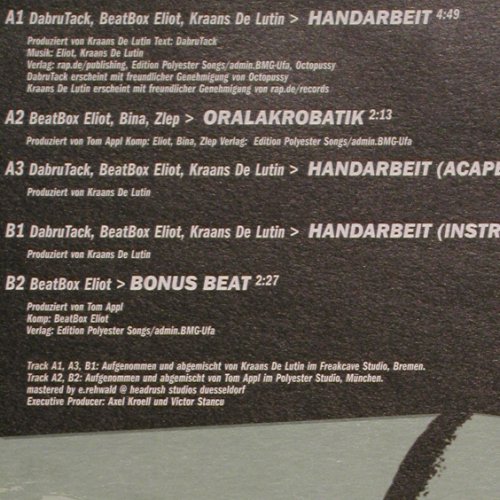 A1 DabruTack, BeatBox Eliot, Kraans De Lutin > HANDARBEIT 4:49
Produziert von Kraans De Lutin Text: DabruTack
Musik: Eliot, Kraans De Lutin
Verlag: rap.de/publishing, Edition Polyester Songs/admin.BMG-Ufa, Octopussy
DabruTack erscheint mit freundlicher Genehmigung von Octopussy
Kraans De Lutin erscheint mit freundlicher Genehmigung von rap.de/records
A2 BeatBox Eliot, Bina, Zlep > ORALAKROBATIK 2:13
Produziert von Tom Appl Komp: Eliot, Bina, Zlep Verlag: Edition Polyester Songs/admin.BMG-Ufa
A3 DabruTack, BeatBox Eliot, Kraans De Lutin > HANDARBEIT (ACAPE
Produziert von Kraans De Lutin
B1 DabruTack, BeatBox Eliot, Kraans De Lutin > HANDARBEIT (INSTR
Produziert von Kraans De Lutin
B2 BeatBox Eliot > BONUS BEAT 2:27
Produziert von Tom Appl
Komp: BeatBox Eliot
Verlag: Edition Polyester Songs/admin.BMG-Ufa
Track A1, A3, B1: Aufgenommen und abgemischt von Kraans De Lutin im Freakcave Studio, Bremen.
Track A2, B2: Aufgenommen und abgemischt von Tom Appl im Polyester Studio, München.
mastered by e.rehwald @ headrush studios duesseldorf
Executive Producer: Axel Kroell und Victor Stancu